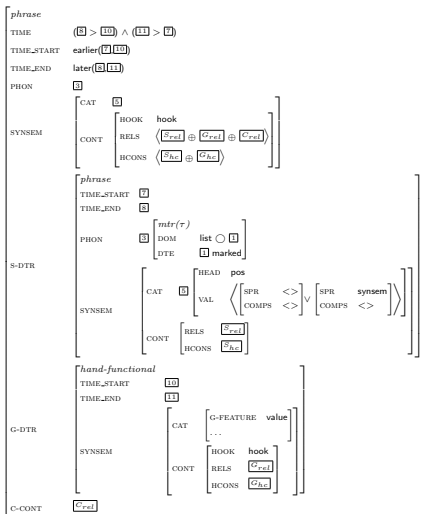 phrase
TIME (8 > 10) ∧ (11 > 7)
TIME_START earlier(7,10)
TIME_END later(8,11)
PHON 3
SYNSEM
CAT 5
CONT
HOOK hook
RELS ⟨S_rel ⊕ G_rel ⊕ C_rel⟩
HCONS ⟨S_hc ⊕ G_hc⟩
S-DTR
phrase
TIME_START 7
TIME_END 8
PHON 3
mtr(τ)
DOM list ○ 1
DTE 1 marked
SYNSEM
CAT 5
HEAD pos
VAL ⟨[SPR <> COMPS <>] ∨ [SPR synsem COMPS <>]⟩
CONT
RELS S_rel
HCONS S_hc
G-DTR
hand-functional
TIME_START 10
TIME_END 11
SYNSEM
CAT
G-FEATURE value
...
CONT
HOOK hook
RELS G_rel
HCONS G_hc
C-CONT C_rel